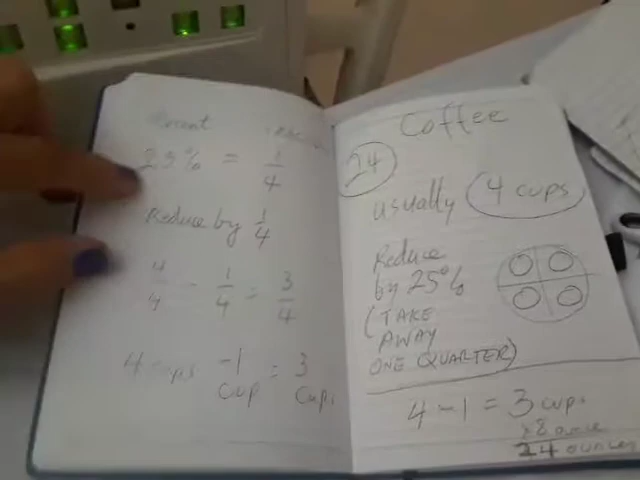 Percent
25% = 1/4
Reduce by 1/4
4/4 - 1/4 = 3/4
4 cups -1 cup = 3 cups
Coffee
24
usually 4 cups
Reduce
by 25%
(TAKE
AWAY
ONE QUARTER)
4 - 1 = 3 cups
x8 ounce
24 ounces